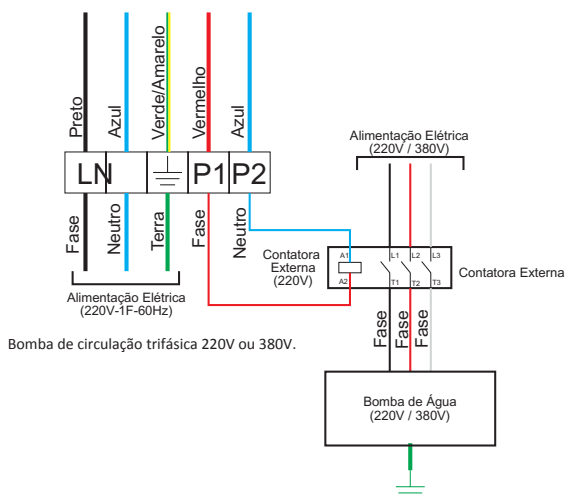 Preto
Azul
Verde/Amarelo
Vermelho
Azul
LN
P1
P2
Fase
Neutro
Terra
Fase
Neutro
Alimentação Elétrica
(220V-1F-60Hz)
Alimentação Elétrica
(220V / 380V)
Contatora
Externa
(220V)
A1
A2
L1
L2
L3
T1
T2
T3
Contatora Externa
Fase
Fase
Fase
Bomba de circulação trifásica 220V ou 380V.
Bomba de Água
(220V / 380V)